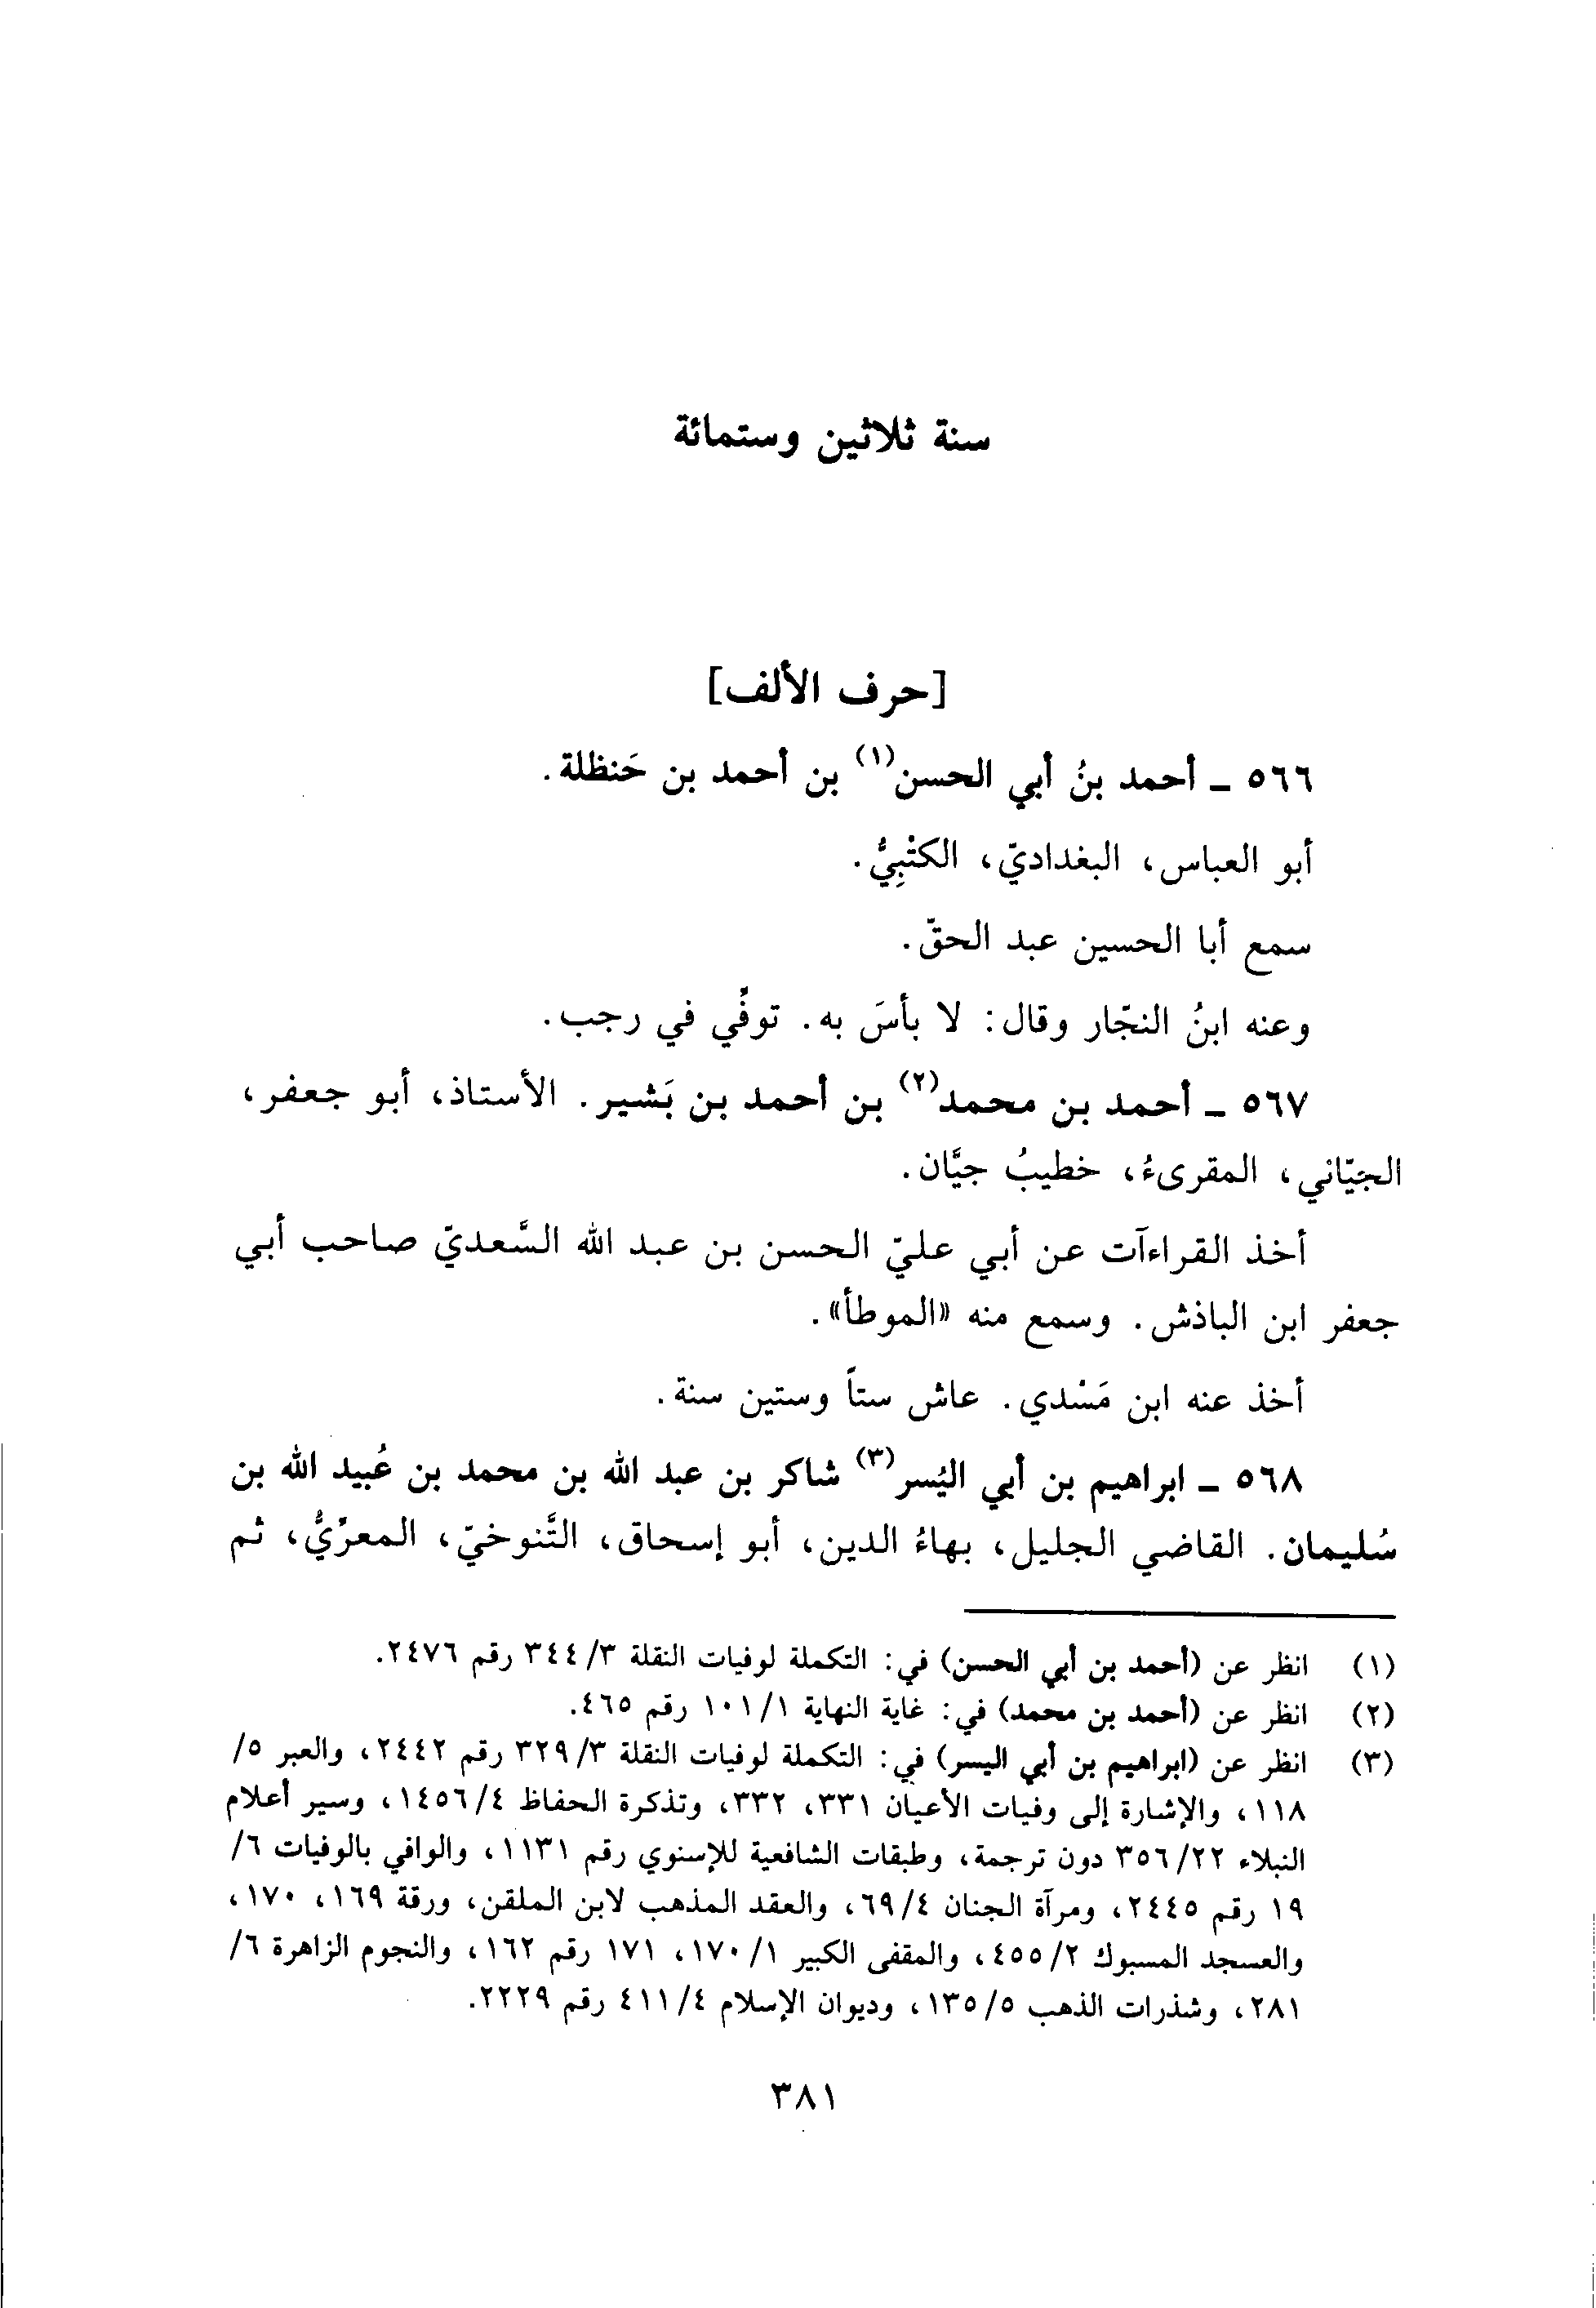 سنة ثلاثين وستمائة
[حرف الألف]
٥٦٦ ـ أحمد بنُ أبي الحسن(١) بن أحمد بن حَنظلة.
أبو العباس، البغداديّ، الكتْبِيُّ.
سمع أبا الحسين عبد الحقّ.
وعنه ابنُ النجّار وقال: لا بأسَ به. توفِّي في رجب.
٥٦٧ ـ أحمد بن محمد(٢) بن أحمد بن بَشير. الأستاذ، أبو جعفر،
الجيّاني، المقرىءُ، خطيبُ جيَّان.
أخذ القراءآت عن أبي عليّ الحسن بن عبد الله السَّعديّ صاحب أبي
جعفر ابن الباذش. وسمع منه «الموطأ».
أخذ عنه ابن مَسْدي. عاش ستاً وستين سنة.
٥٦٨ ـ ابراهيم بن أبي اليُسر(٣) شاكر بن عبد الله بن محمد بن عُبيد الله بن
سُليمان. القاضي الجليل، بهاءُ الدين، أبو إسحاق، التَّنوخيّ، المعرِّيُّ، ثم
(١) انظر عن (أحمد بن أبي الحسن) في: التكملة لوفيات النقلة ٣/ ٣٤٤ رقم ٢٤٧٦.
(٢) انظر عن (أحمد بن محمد) في: غاية النهاية ١/ ١٠١ رقم ٤٦٥.
(٣) انظر عن (ابراهيم بن أبي اليسر) في: التكملة لوفيات النقلة ٣/ ٣٢٩ رقم ٢٤٤٢، والعبر ٥/
١١٨، والإشارة إلى وفيات الأعيان ٣٣١، ٣٣٢، وتذكرة الحفاظ ٤/ ١٤٥٦، وسير أعلام
النبلاء ٢٢/ ٣٥٦ دون ترجمة، وطبقات الشافعية للإسنوي رقم ١١٣١، والوافي بالوفيات ٦/
١٩ رقم ٢٤٤٥، ومرآة الجنان ٤/ ٦٩، والعقد المذهب لابن الملقن، ورقة ١٦٩، ١٧٠،
والعسجد المسبوك ٢/ ٤٥٥، والمقفى الكبير ١/ ١٧٠، ١٧١ رقم ١٦٢، والنجوم الزاهرة ٦/
٢٨١، وشذرات الذهب ٥/ ١٣٥، وديوان الإسلام ٤/ ٤١١ رقم ٢٢٢٩.
٣٨١